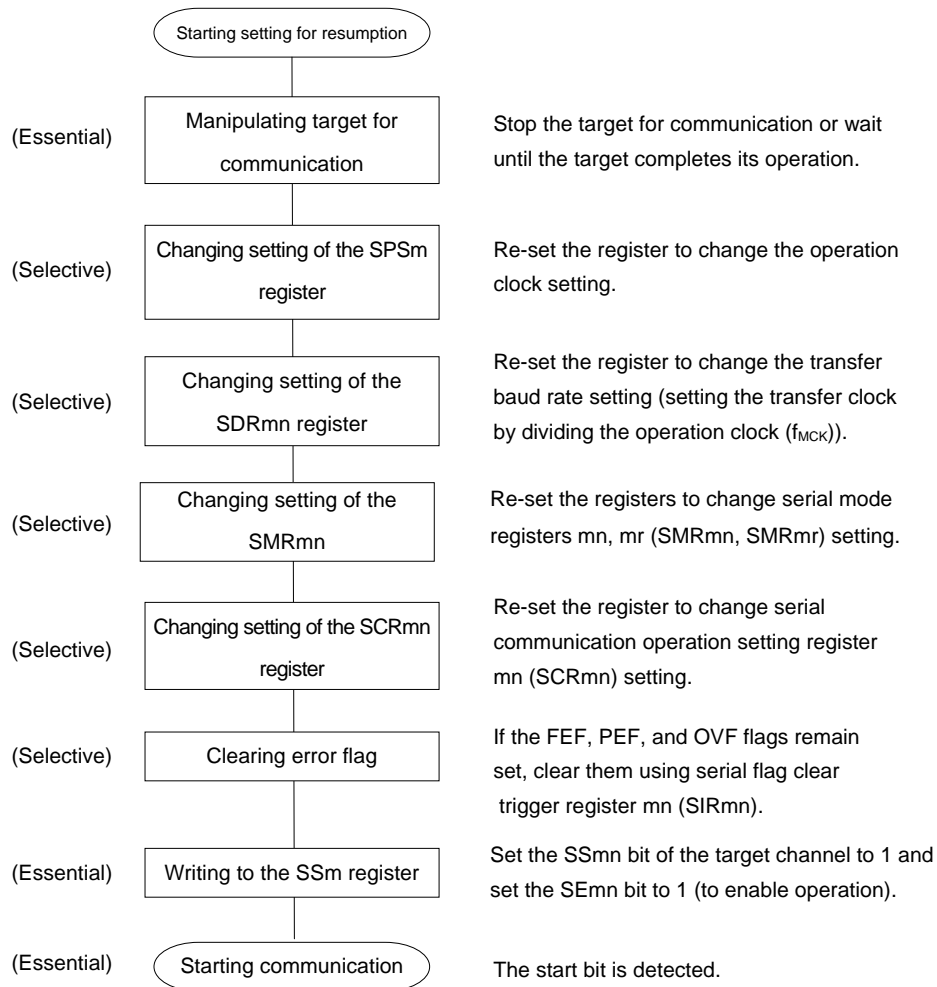 Starting setting for resumption
(Essential)
Manipulating target for
communication
Stop the target for communication or wait
until the target completes its operation.
(Selective)
Changing setting of the SPSm
register
Re-set the register to change the operation
clock setting.
(Selective)
Changing setting of the
SDRmn register
Re-set the register to change the transfer
baud rate setting (setting the transfer clock
by dividing the operation clock (fMCK)).
(Selective)
Changing setting of the
SMRmn
Re-set the registers to change serial mode
registers mn, mr (SMRmn, SMRmr) setting.
(Selective)
Changing setting of the SCRmn
register
Re-set the register to change serial
communication operation setting register
mn (SCRmn) setting.
(Selective)
Clearing error flag
If the FEF, PEF, and OVF flags remain
set, clear them using serial flag clear
trigger register mn (SIRmn).
(Essential)
Writing to the SSm register
Set the SSmn bit of the target channel to 1 and
set the SEmn bit to 1 (to enable operation).
(Essential)
Starting communication
The start bit is detected.